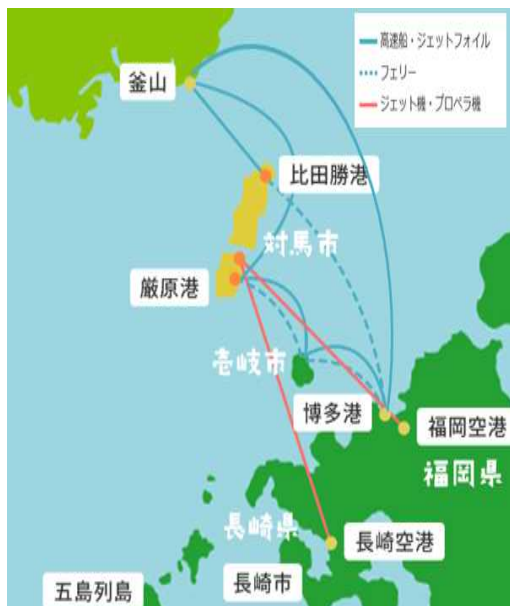 高速船・ジェットフォイル
フェリー
ジェット機・プロペラ機
釜山
比田勝港
対馬市
厳原港
壱岐市
博多港
福岡空港
福岡県
長崎県
長崎空港
長崎市
五島列島